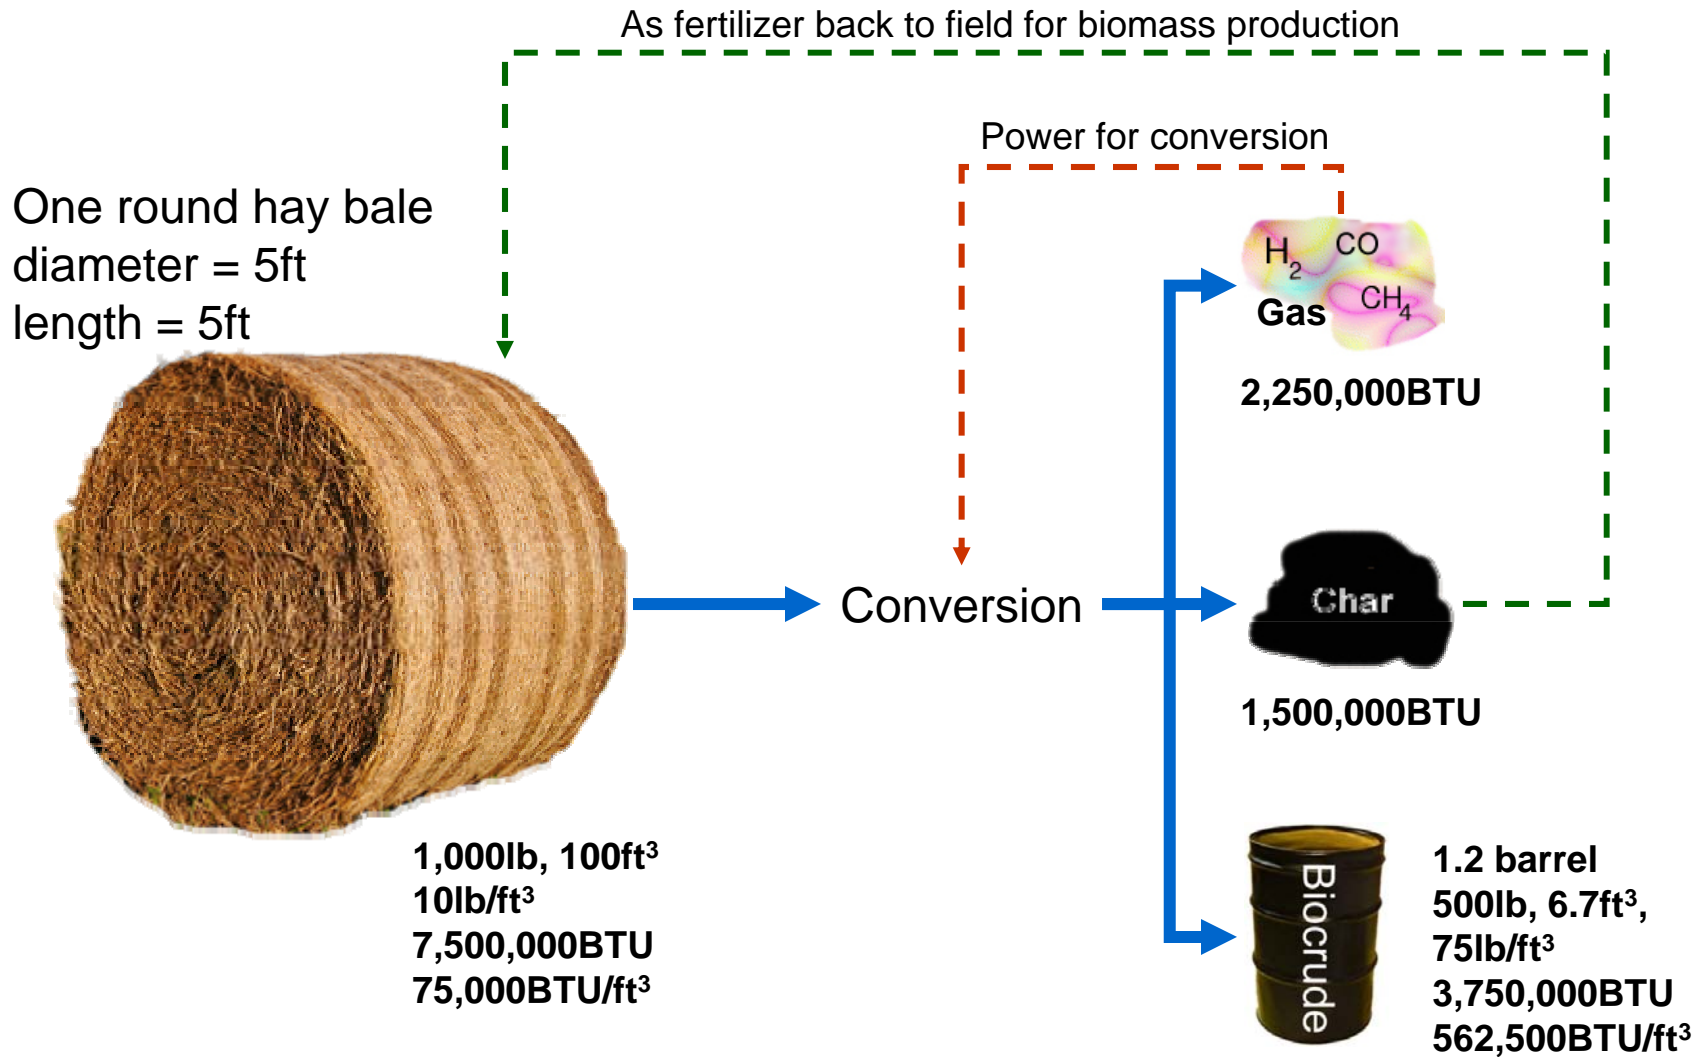 As fertilizer back to field for biomass production
Power for conversion
One round hay bale
diameter = 5ft
length = 5ft
H₂
CO
CH₄
Gas
2,250,000BTU
Conversion
Char
1,500,000BTU
1,000lb, 100ft³
10lb/ft³
7,500,000BTU
75,000BTU/ft³
Biocrude
1.2 barrel
500lb, 6.7ft³,
75lb/ft³
3,750,000BTU
562,500BTU/ft³